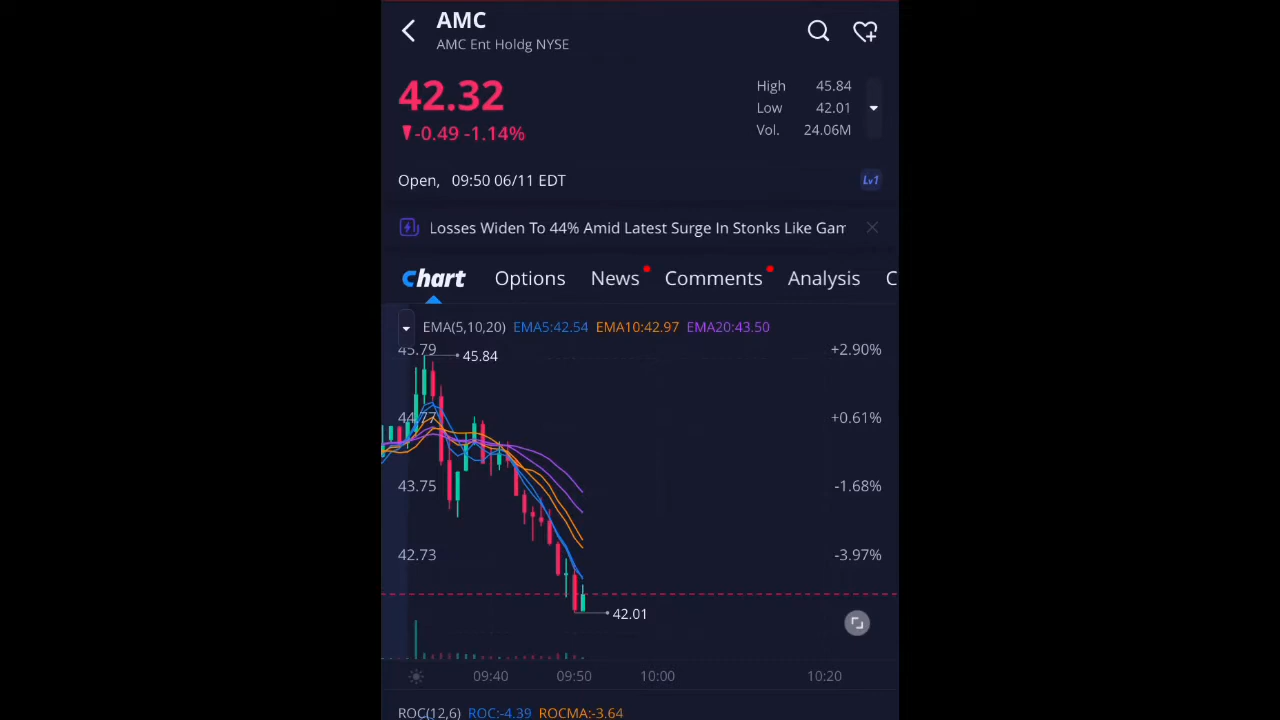 AMC
AMC Ent Holdg NYSE
42.32
-0.49 -1.14%
High 45.84
Low 42.01
Vol. 24.06M
Open, 09:50 06/11 EDT
Lv1
Losses Widen To 44% Amid Latest Surge In Stonks Like Gam
Chart Options News Comments Analysis C
EMA(5,10,20) EMA5:42.54 EMA10:42.97 EMA20:43.50
45.79 +2.90%
45.84
44.77 +0.61%
43.75 -1.68%
42.73 -3.97%
42.01
09:40 09:50 10:00 10:20
ROC(12,6) ROC:-4.39 ROCMA:-3.64